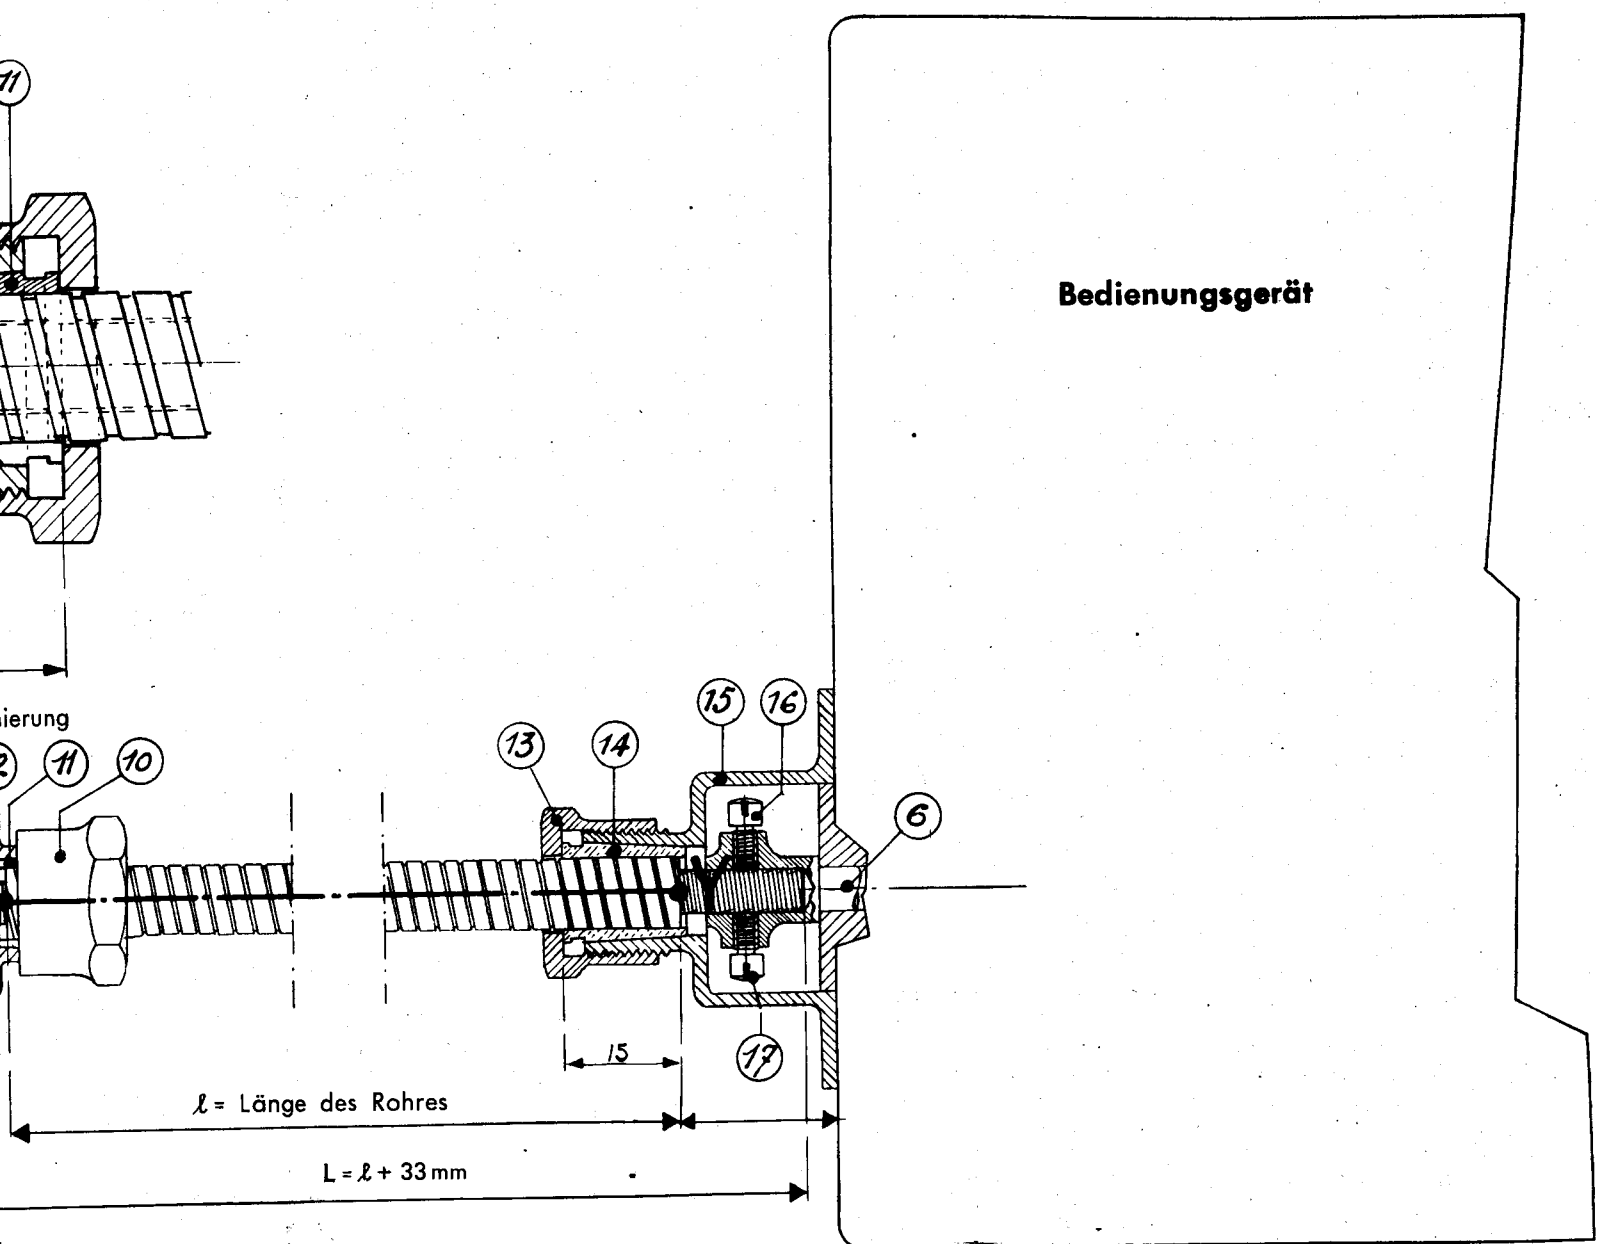 11
Bedienungsgerät
ierung
11
10
13
14
15
16
6
17
15
ℓ = Länge des Rohres
L = ℓ + 33 mm